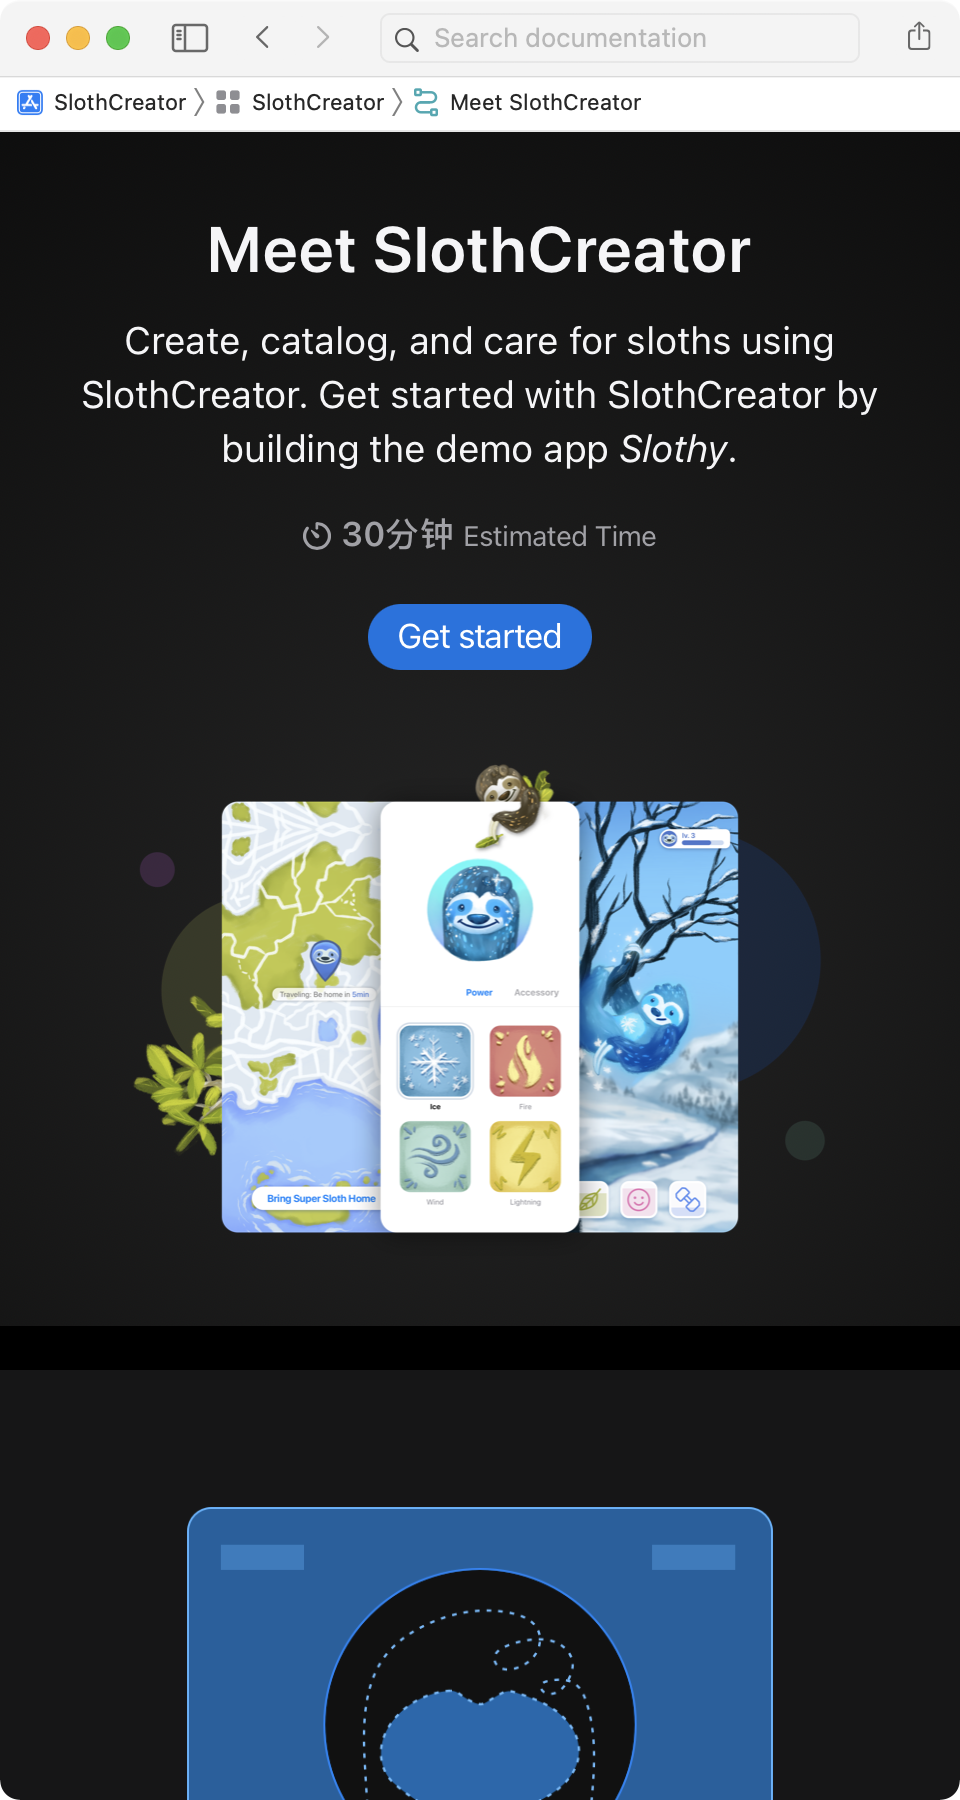 Search documentation
SlothCreator SlothCreator Meet SlothCreator
Meet SlothCreator
Create, catalog, and care for sloths using
SlothCreator. Get started with SlothCreator by
building the demo app Slothy.
30分钟 Estimated Time
Get started
lv. 3
Traveling: Be home in 5min
Power Accessory
Ice Fire
Wind Lightning
Bring Super Sloth Home